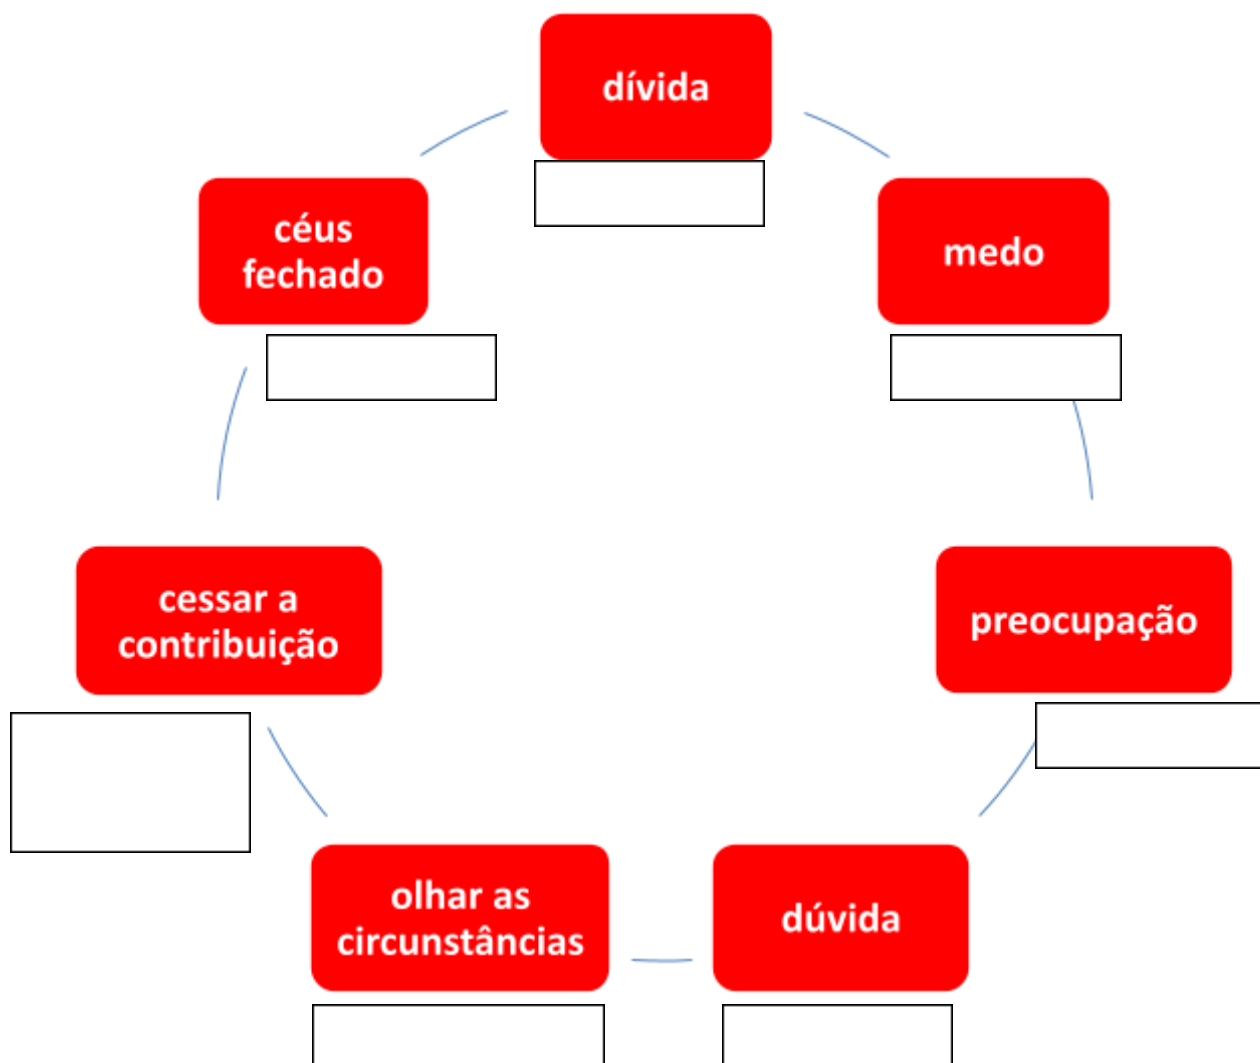 dívida
medo
preocupação
dúvida
olhar as
circunstâncias
cessar a
contribuição
céus
fechado